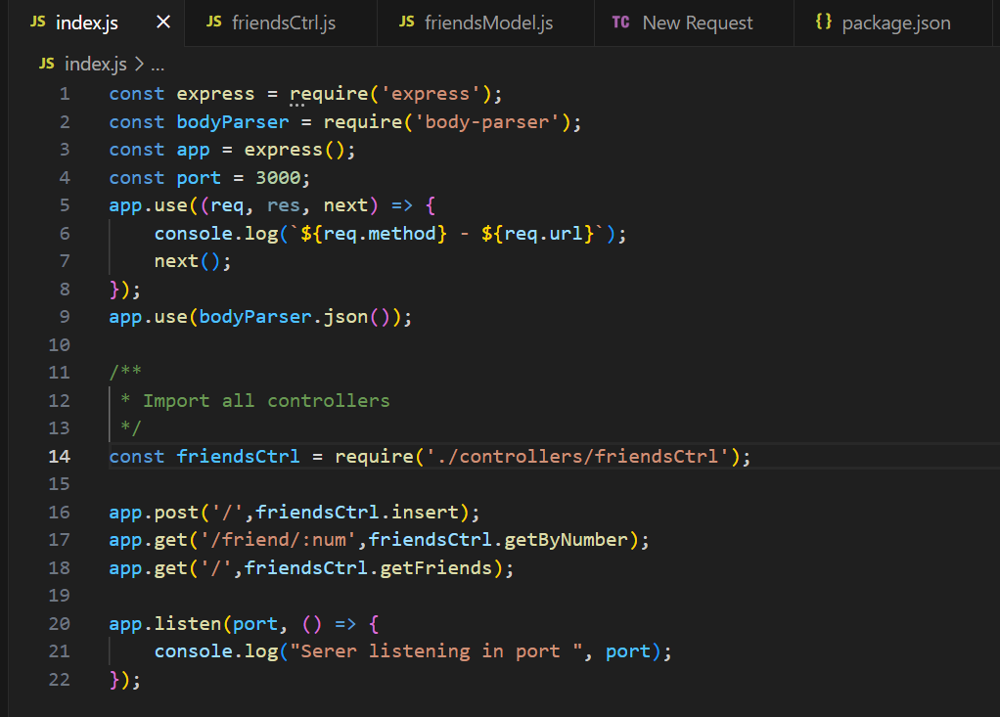 JS index.js × JS friendsCtrl.js JS friendsModel.js TC New Request {} package.json
JS index.js > ...
1 const express = require('express');
2 const bodyParser = require('body-parser');
3 const app = express();
4 const port = 3000;
5 app.use((req, res, next) => {
6     console.log(`${req.method} - ${req.url}`);
7     next();
8 });
9 app.use(bodyParser.json());
10
11 /**
12  * Import all controllers
13  */
14 const friendsCtrl = require('./controllers/friendsCtrl');
15
16 app.post('/',friendsCtrl.insert);
17 app.get('/friend/:num',friendsCtrl.getByNumber);
18 app.get('/',friendsCtrl.getFriends);
19
20 app.listen(port, () => {
21     console.log("Serer listening in port ", port);
22 });